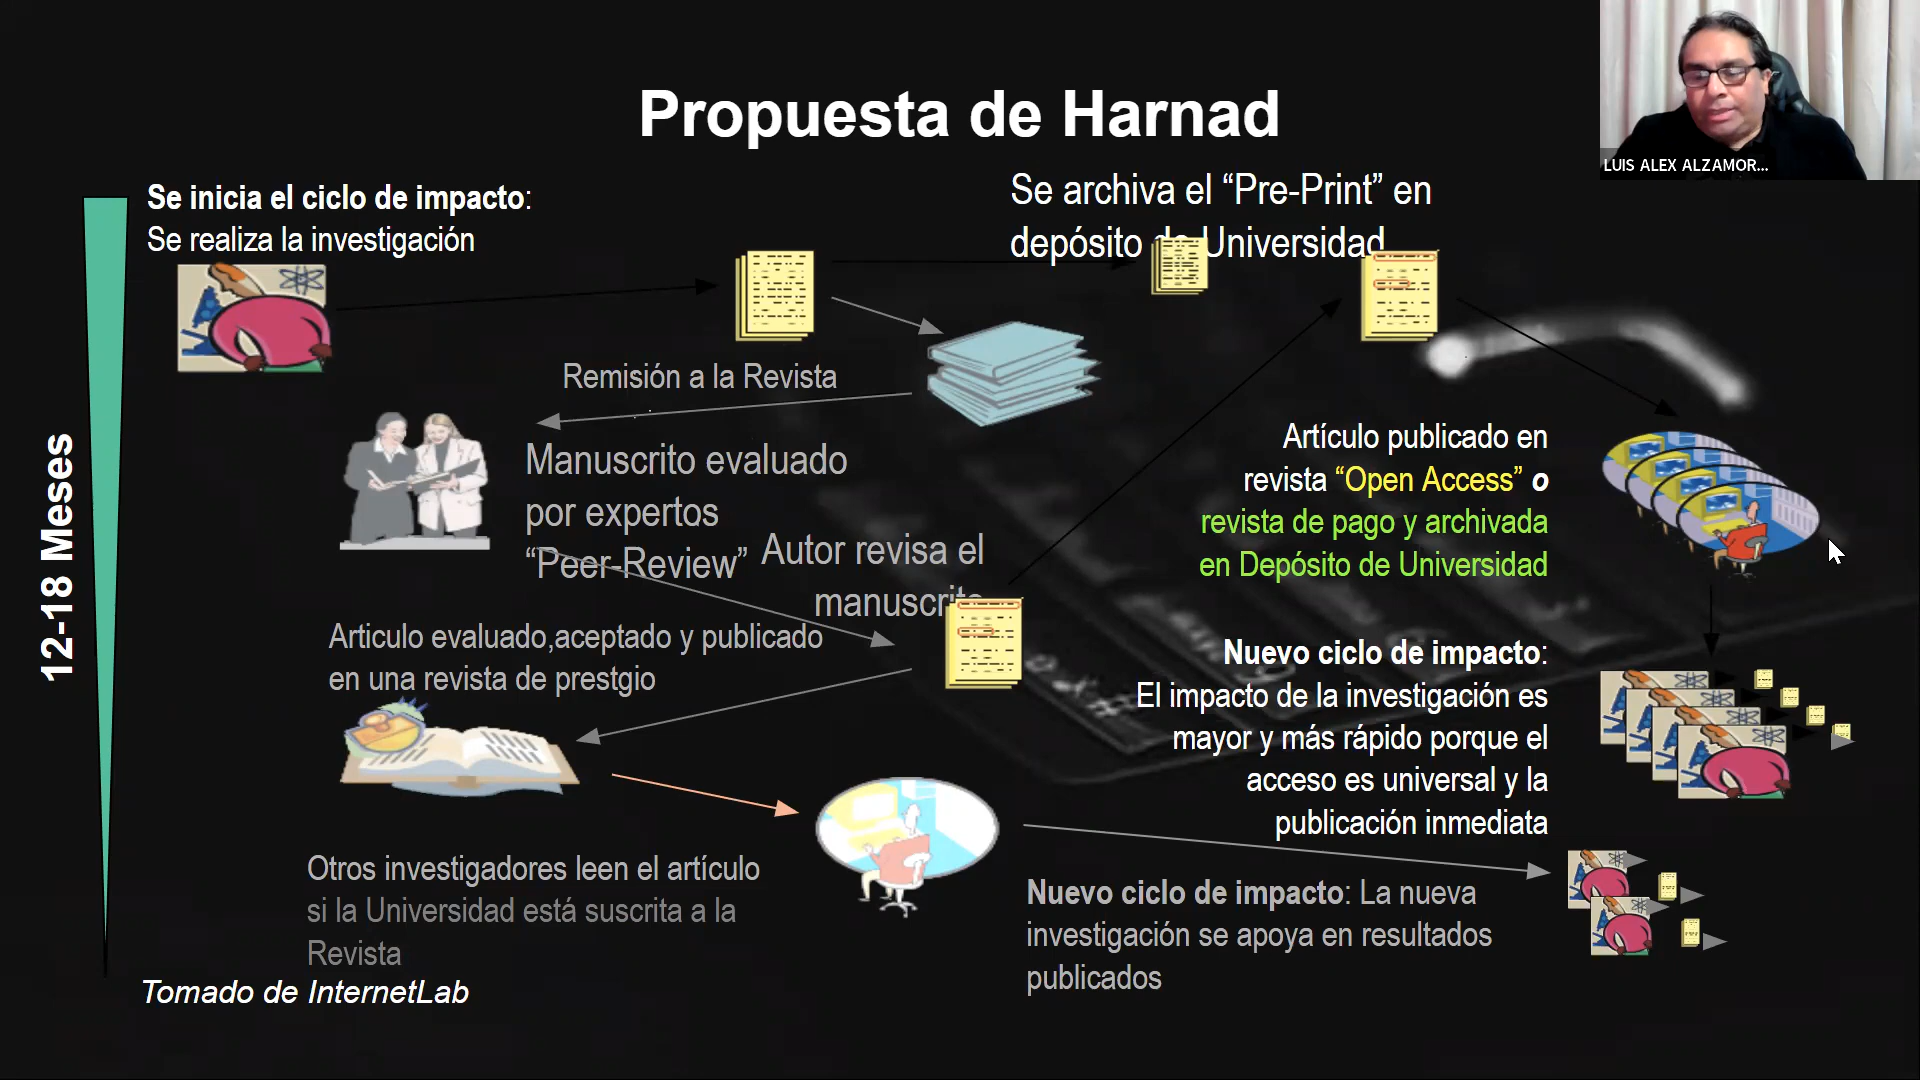 Propuesta de Harnad
LUIS ALEX ALZAMOR...
Se inicia el ciclo de impacto:
Se realiza la investigación
Se archiva el “Pre-Print” en
depósito de Universidad
Remisión a la Revista
Manuscrito evaluado
por expertos
“Peer-Review”
Autor revisa el
manuscrito
Artículo publicado en
revista “Open Access” o
revista de pago y archivada
en Depósito de Universidad
12-18 Meses
Articulo evaluado,aceptado y publicado
en una revista de prestgio
Nuevo ciclo de impacto:
El impacto de la investigación es
mayor y más rápido porque el
acceso es universal y la
publicación inmediata
Otros investigadores leen el artículo
si la Universidad está suscrita a la
Revista
Nuevo ciclo de impacto: La nueva
investigación se apoya en resultados
publicados
Tomado de InternetLab